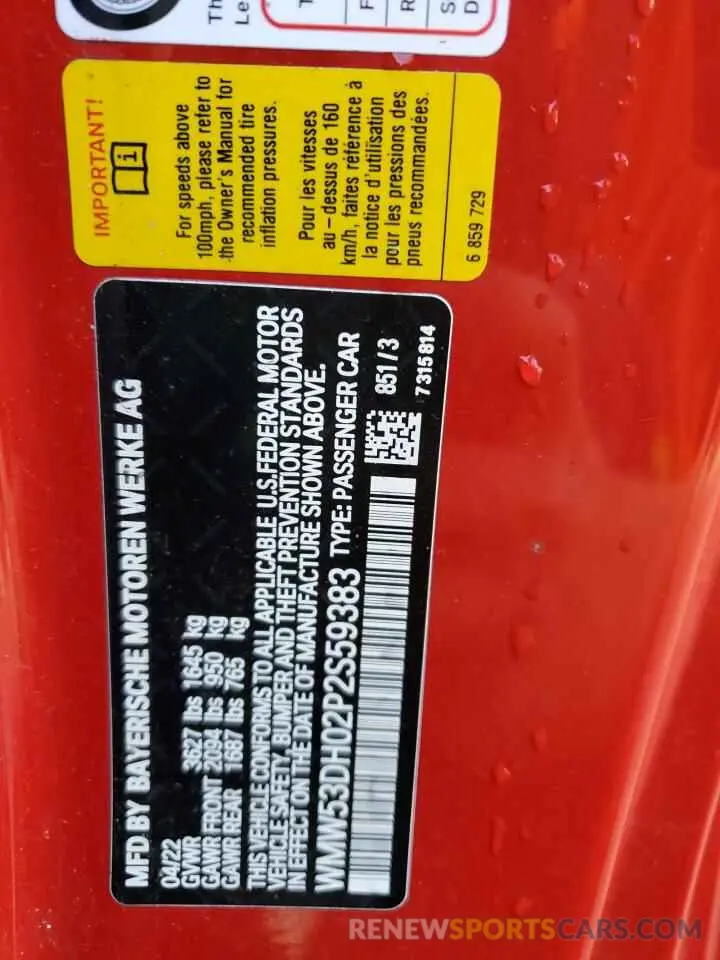 Th
Le
T
F
R
S
D
IMPORTANT!
For speeds above
100mph, please refer to
the Owner's Manual for
recommended tire
inflation pressures.
Pour les vitesses
au-dessus de 160
km/h, faites référence à
la notice d'utilisation
pour les pressions des
pneus recommandées.
6 859 729
MFD BY BAYERISCHE MOTOREN WERKE AG
04/22
GVWR 3627 lbs 1645 kg
GAWR FRONT 2094 lbs 950 kg
GAWR REAR 1687 lbs 765 kg
THIS VEHICLE CONFORMS TO ALL APPLICABLE U.S. FEDERAL MOTOR
VEHICLE SAFETY, BUMPER AND THEFT PREVENTION STANDARDS
IN EFFECT ON THE DATE OF MANUFACTURE SHOWN ABOVE.
WMW53DH02P2S59383 TYPE: PASSENGER CAR
851/3
7 315 814
RENEWSPORTSCARS.COM